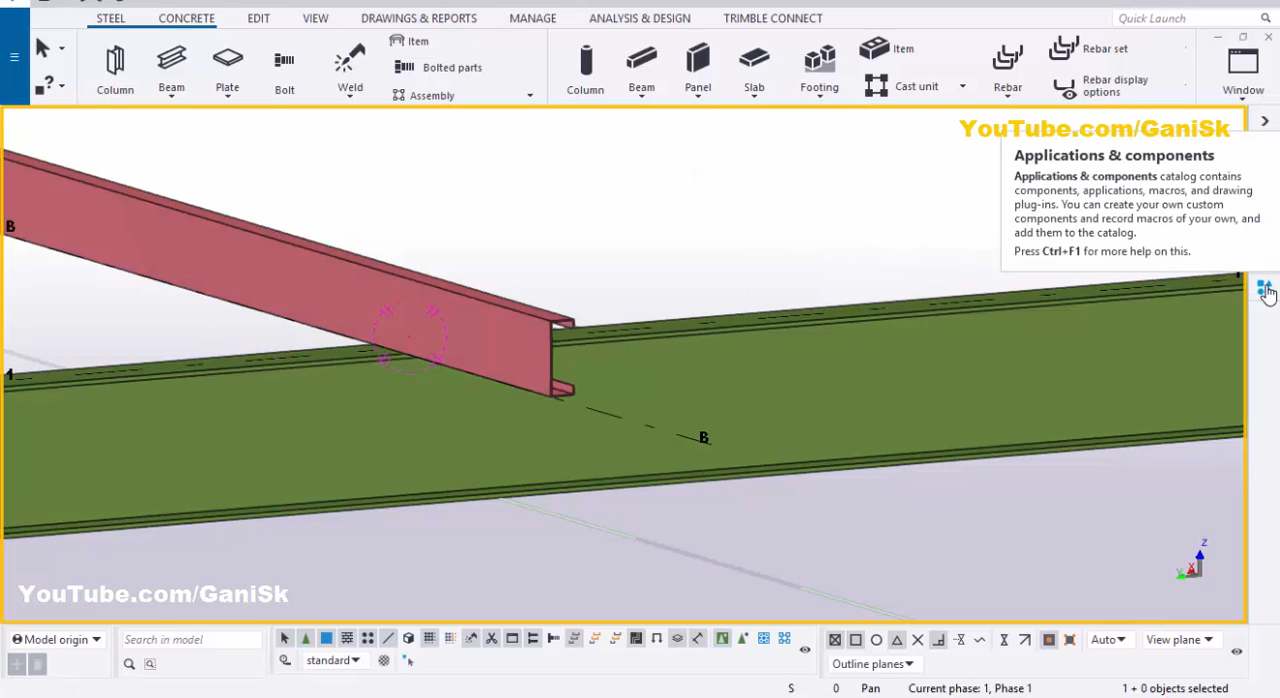 STEEL CONCRETE EDIT VIEW DRAWINGS & REPORTS MANAGE ANALYSIS & DESIGN TRIMBLE CONNECT Quick Launch
Item
Item
Rebar set
Bolted parts
Rebar display
options
Cast unit
Assembly
Column Beam Plate Bolt Weld Column Beam Panel Slab Footing Rebar Window
YouTube.com/GaniSk
Applications & components
Applications & components catalog contains
components, applications, macros, and drawing
plug-ins. You can create your own custom
components and record macros of your own, and
add them to the catalog.
Press Ctrl+F1 for more help on this.
B
B
Z
YouTube.com/GaniSk
Model origin Search in model Auto View plane
standard Outline planes
S 0 Pan Current phase: 1, Phase 1 1 + 0 objects selected